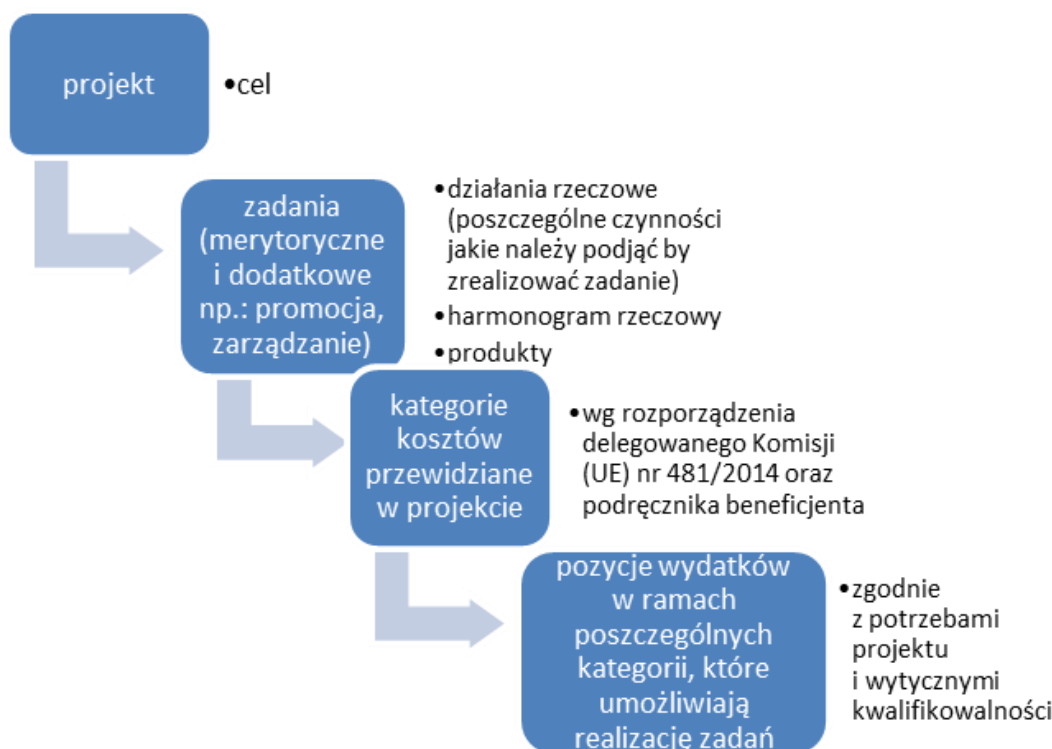 projekt
•cel
zadania
(merytoryczne
i dodatkowe
np.: promocja,
zarządzanie)
•działania rzeczowe
(poszczególne czynności
jakie należy podjąć by
zrealizować zadanie)
•harmonogram rzeczowy
•produkty
kategorie
kosztów
przewidziane
w projekcie
•wg rozporządzenia
delegowanego Komisji
(UE) nr 481/2014 oraz
podręcznika beneficjenta
pozycje wydatków
w ramach
poszczególnych
kategorii, które
umożliwiają
realizację zadań
•zgodnie
z potrzebami
projektu
i wytycznymi
kwalifikowalności